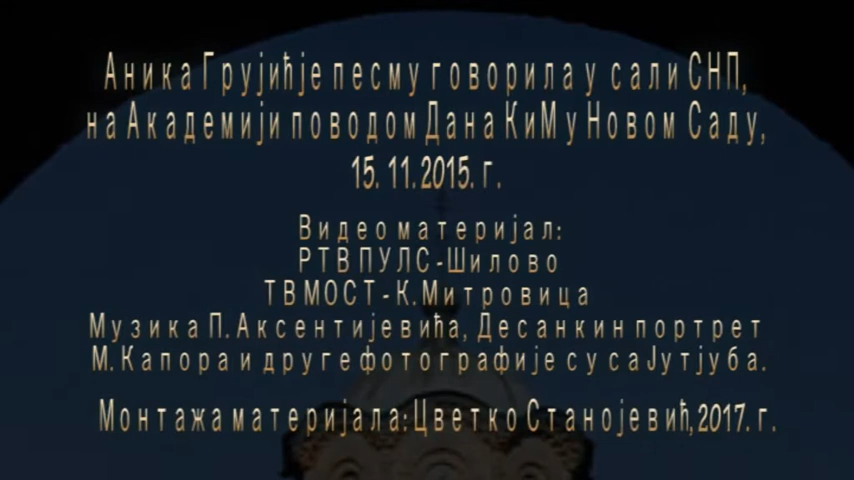 Аника Грујић је песму говорила у сали СНП,
на Академији поводом Дана КиМ у Новом Саду,
15. 11. 2015. г.
Видео материјал:
РТВ ПУЛС - Шилово
ТВ МОСТ - К. Митровица
Музика П. Аксентијевића, Десанкин портрет
М. Капора и друге фотографије су са Јутјуба.
Монтажа материјала: Цветко Станојевић, 2017. г.